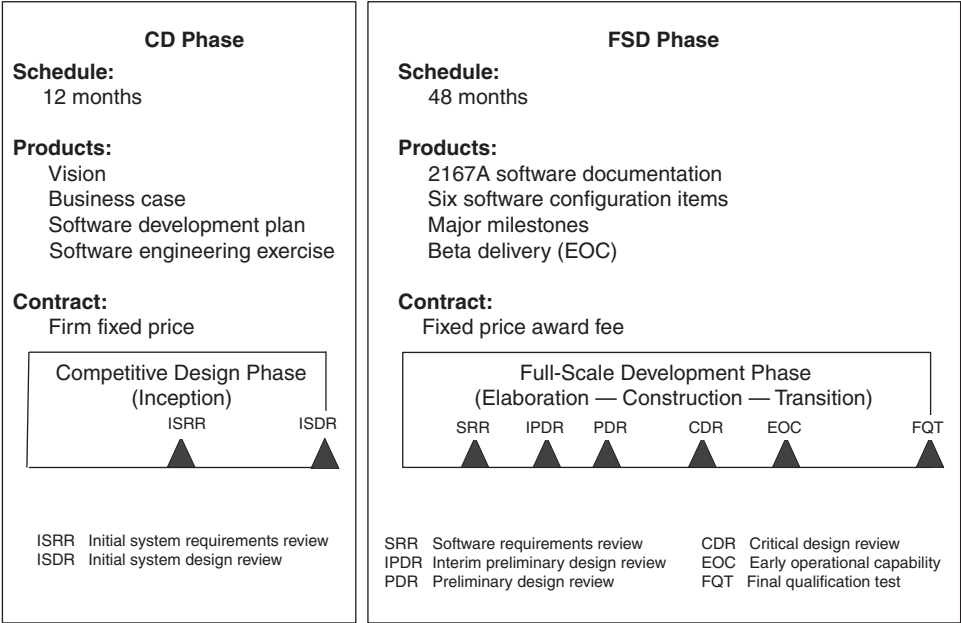 CD Phase
Schedule:
12 months
Products:
Vision
Business case
Software development plan
Software engineering exercise
Contract:
Firm fixed price
Competitive Design Phase
(Inception)
ISRR ISDR
ISRR Initial system requirements review
ISDR Initial system design review
FSD Phase
Schedule:
48 months
Products:
2167A software documentation
Six software configuration items
Major milestones
Beta delivery (EOC)
Contract:
Fixed price award fee
Full-Scale Development Phase
(Elaboration — Construction — Transition)
SRR IPDR PDR CDR EOC FQT
SRR Software requirements review
IPDR Interim preliminary design review
PDR Preliminary design review
CDR Critical design review
EOC Early operational capability
FQT Final qualification test